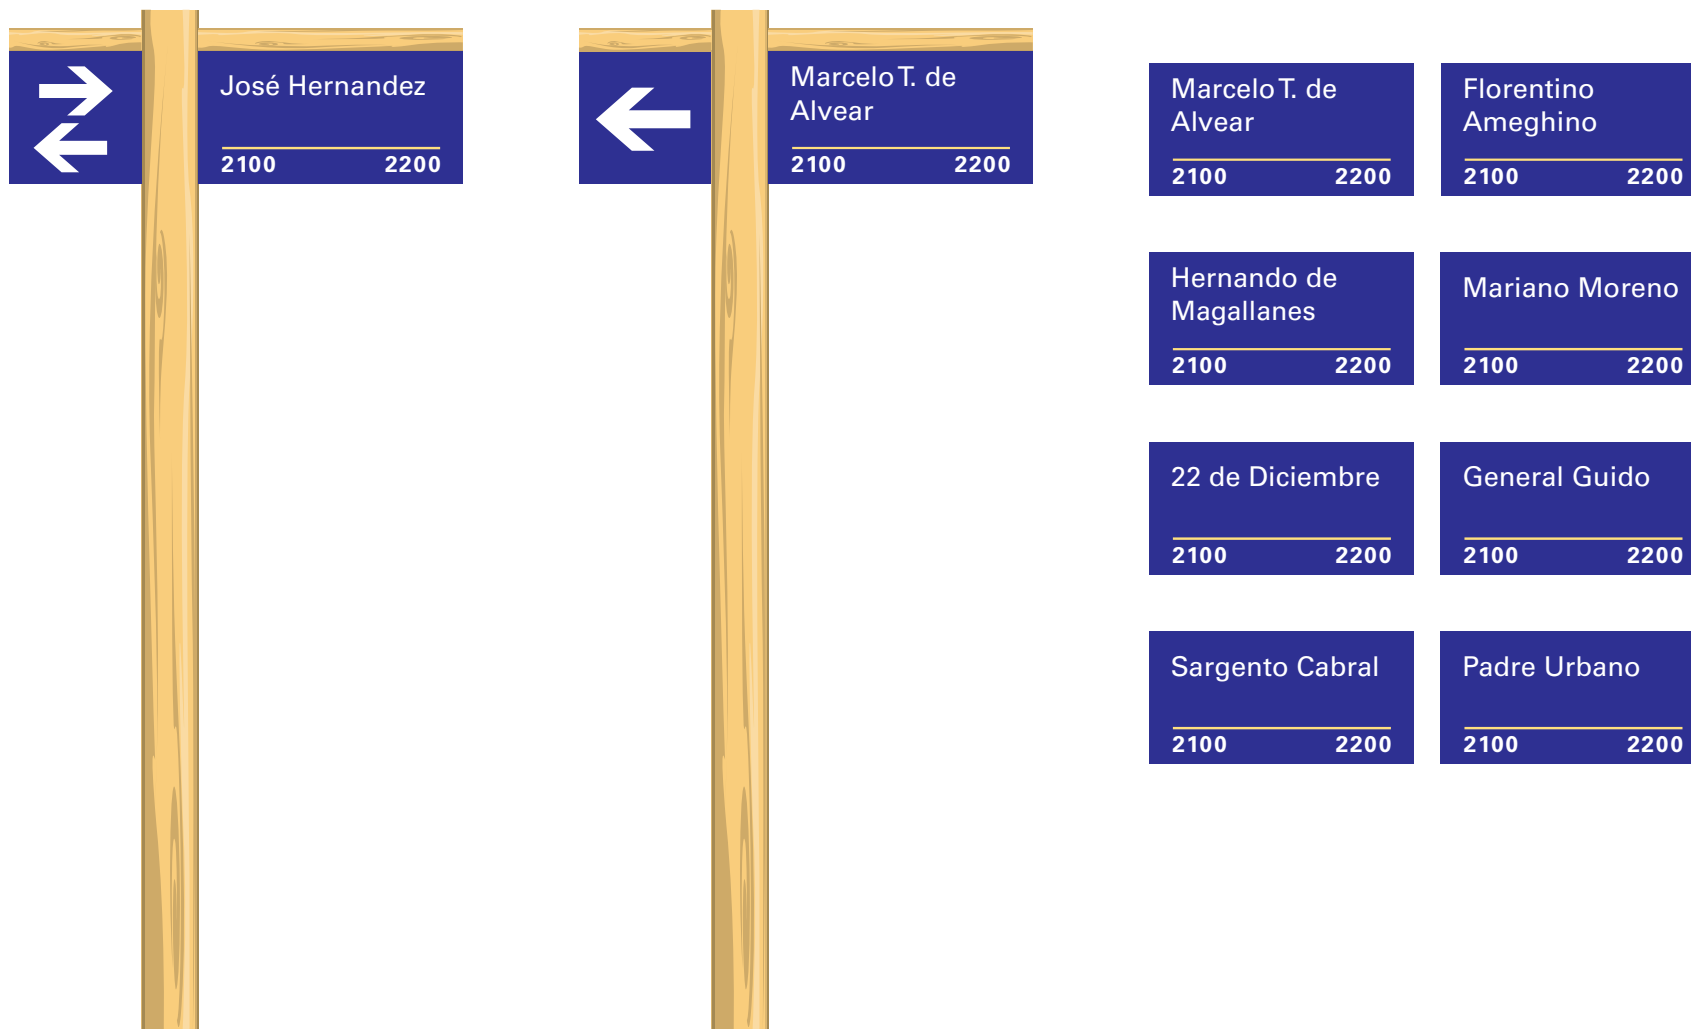 José Hernandez
2100 2200
Marcelo T. de
Alvear
2100 2200
Marcelo T. de
Alvear
2100 2200
Florentino
Ameghino
2100 2200
Hernando de
Magallanes
2100 2200
Mariano Moreno
2100 2200
22 de Diciembre
2100 2200
General Guido
2100 2200
Sargento Cabral
2100 2200
Padre Urbano
2100 2200